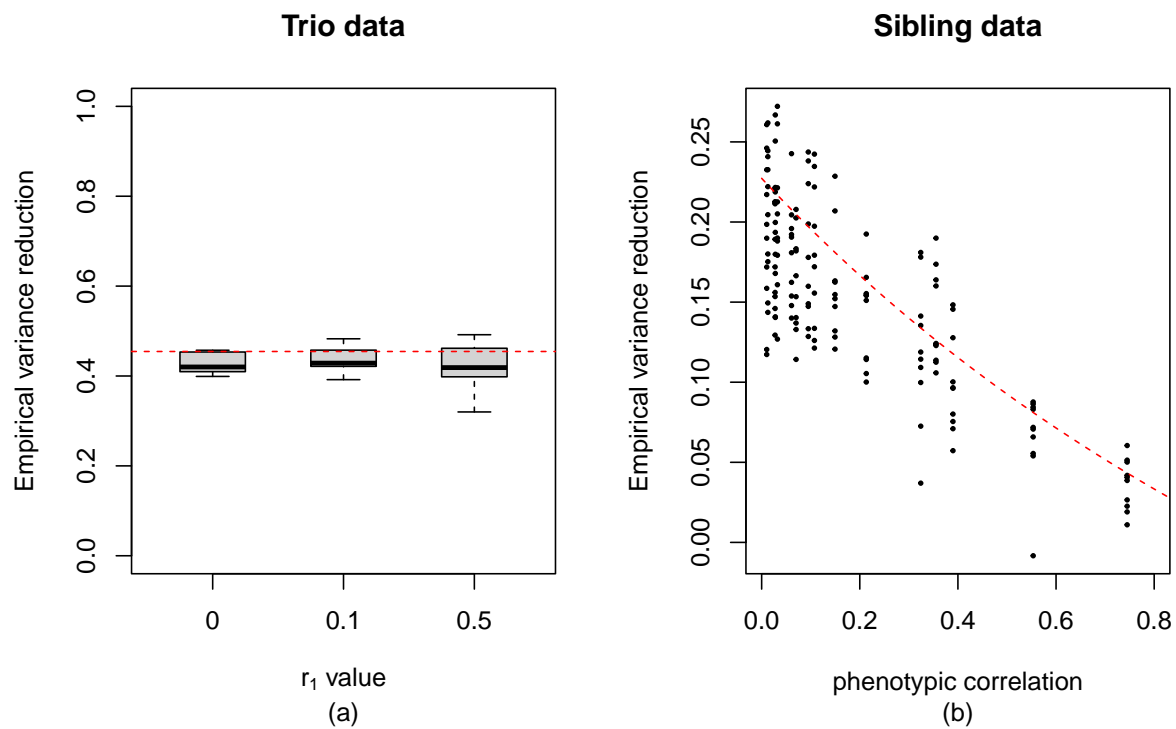 Trio data
Empirical variance reduction
1.0
0.8
0.6
0.4
0.2
0.0
0
0.1
0.5
r₁ value
(a)
Sibling data
Empirical variance reduction
0.25
0.20
0.15
0.10
0.05
0.00
0.0
0.2
0.4
0.6
0.8
phenotypic correlation
(b)